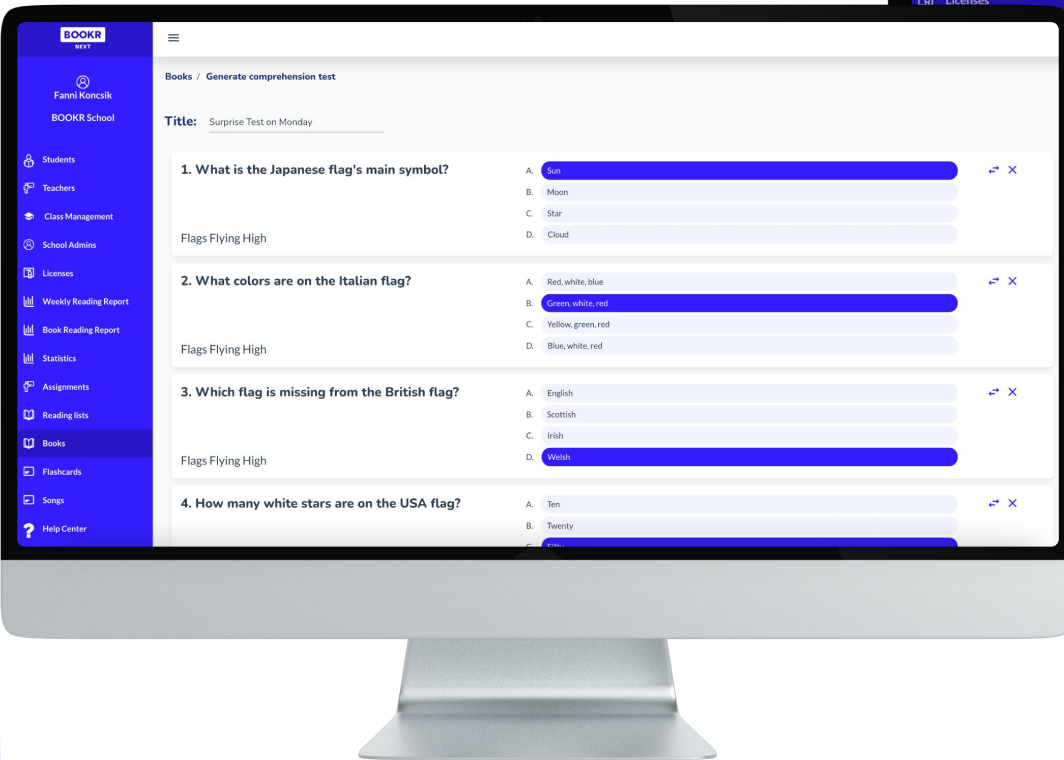 Licenses
BOOKR
NEXT
Fanni Koncsik
BOOKR School
Students
Teachers
Class Management
School Admins
Licenses
Weekly Reading Report
Book Reading Report
Statistics
Assignments
Reading lists
Books
Flashcards
Songs
Help Center
Books / Generate comprehension test
Title: Surprise Test on Monday
1. What is the Japanese flag's main symbol?
A. Sun
B. Moon
C. Star
D. Cloud
Flags Flying High
2. What colors are on the Italian flag?
A. Red, white, blue
B. Green, white, red
C. Yellow, green, red
D. Blue, white, red
Flags Flying High
3. Which flag is missing from the British flag?
A. English
B. Scottish
C. Irish
D. Welsh
Flags Flying High
4. How many white stars are on the USA flag?
A. Ten
B. Twenty
C. Fifty